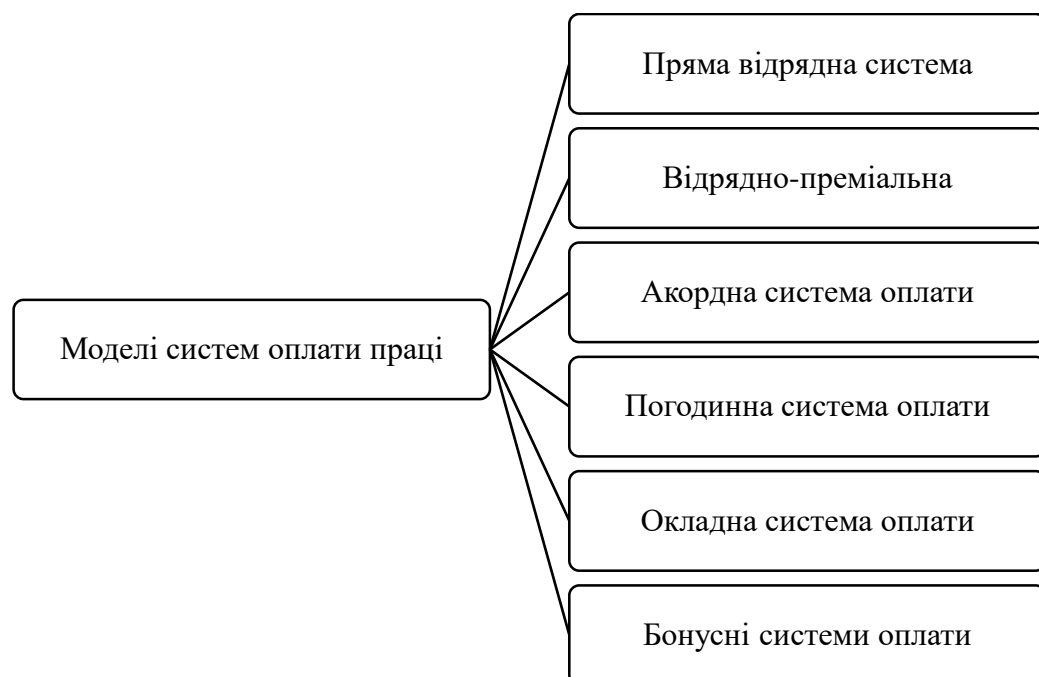 Пряма відрядна система
Відрядно-преміальна
Акордна система оплати
Моделі систем оплати праці
Погодинна система оплати
Окладна система оплати
Бонусні системи оплати